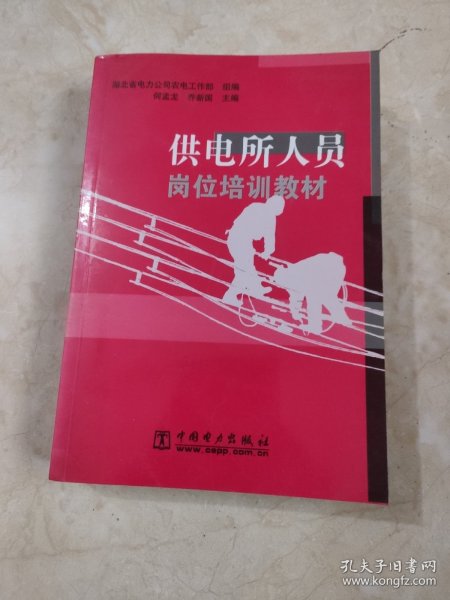 湖北省电力公司农电工作部 组编
何孟龙 乔新国 主编
供电所人员
岗位培训教材
中国电力出版社
www.cepp.com.cn
孔夫子旧书网
www.kongfz.com